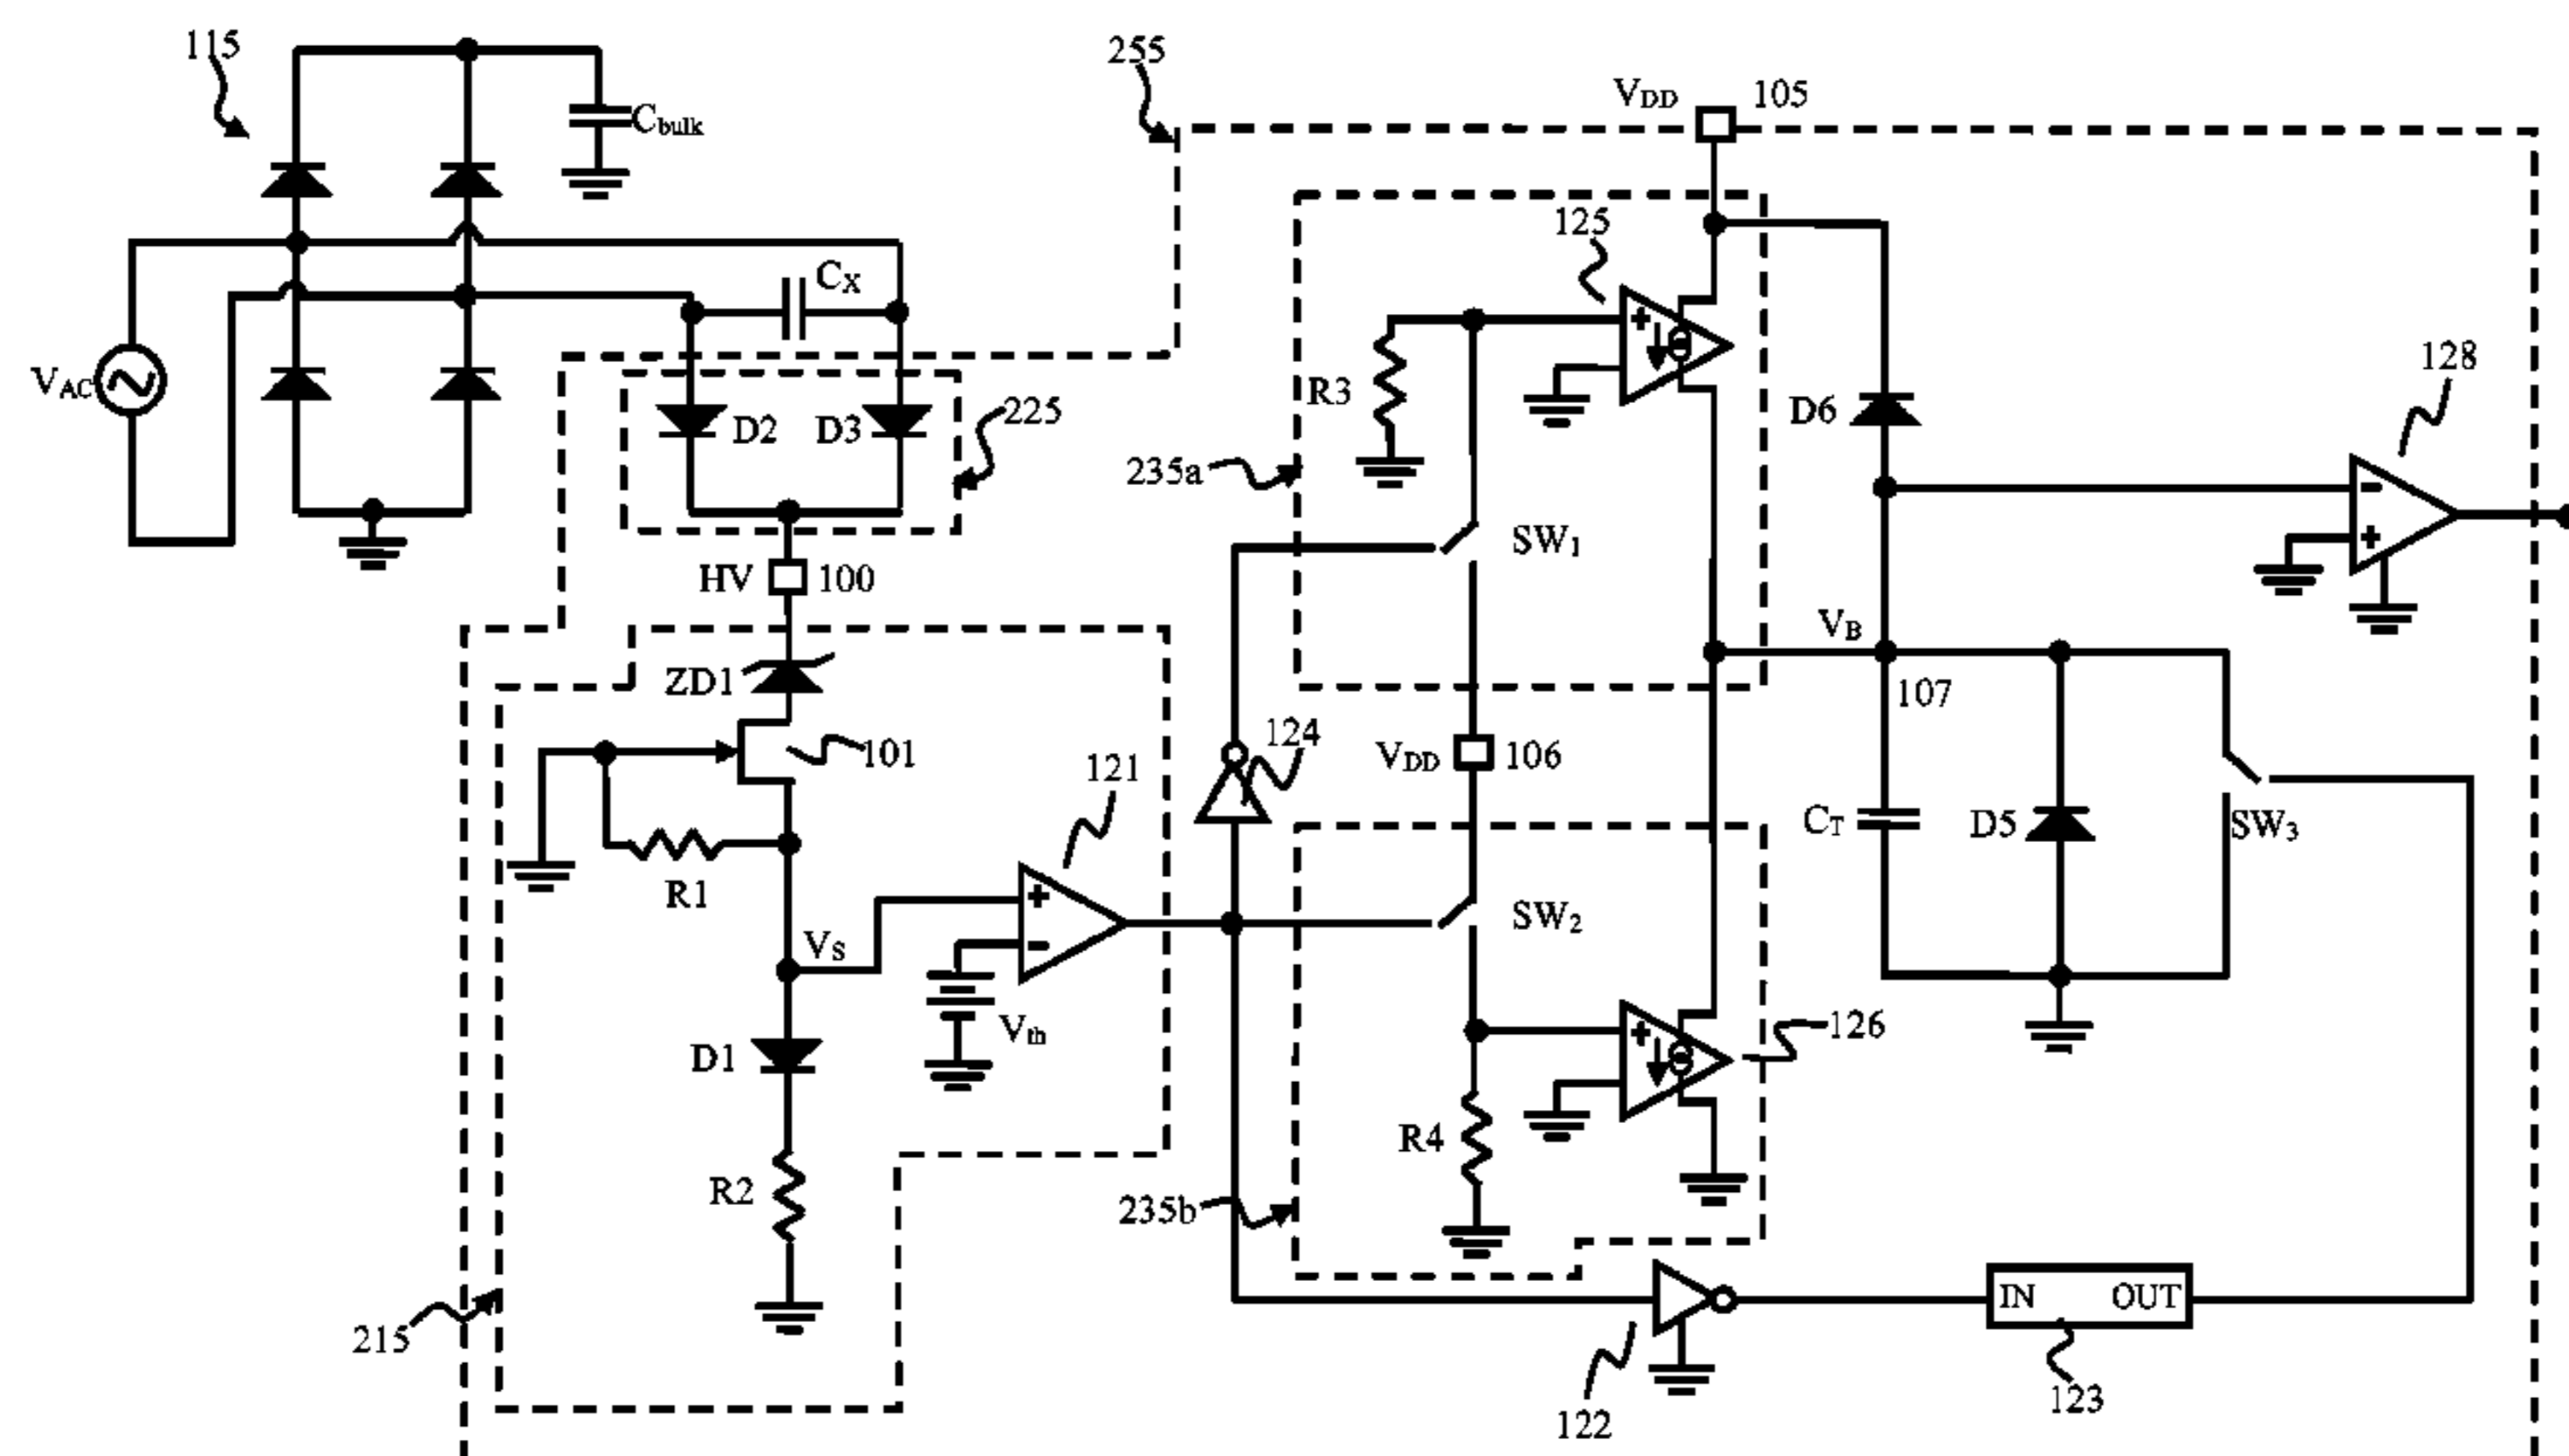 115
255
VDD 105
Cbulk
125
CX
VAC
R3
128
D2
D3
225
D6
235a
SW1
HV 100
VB
ZD1
107
124
101
VDD 106
121
CT
D5
SW3
R1
SW2
VS
+
-
Vth
126
D1
R4
R2
235b
215
IN OUT
122
123